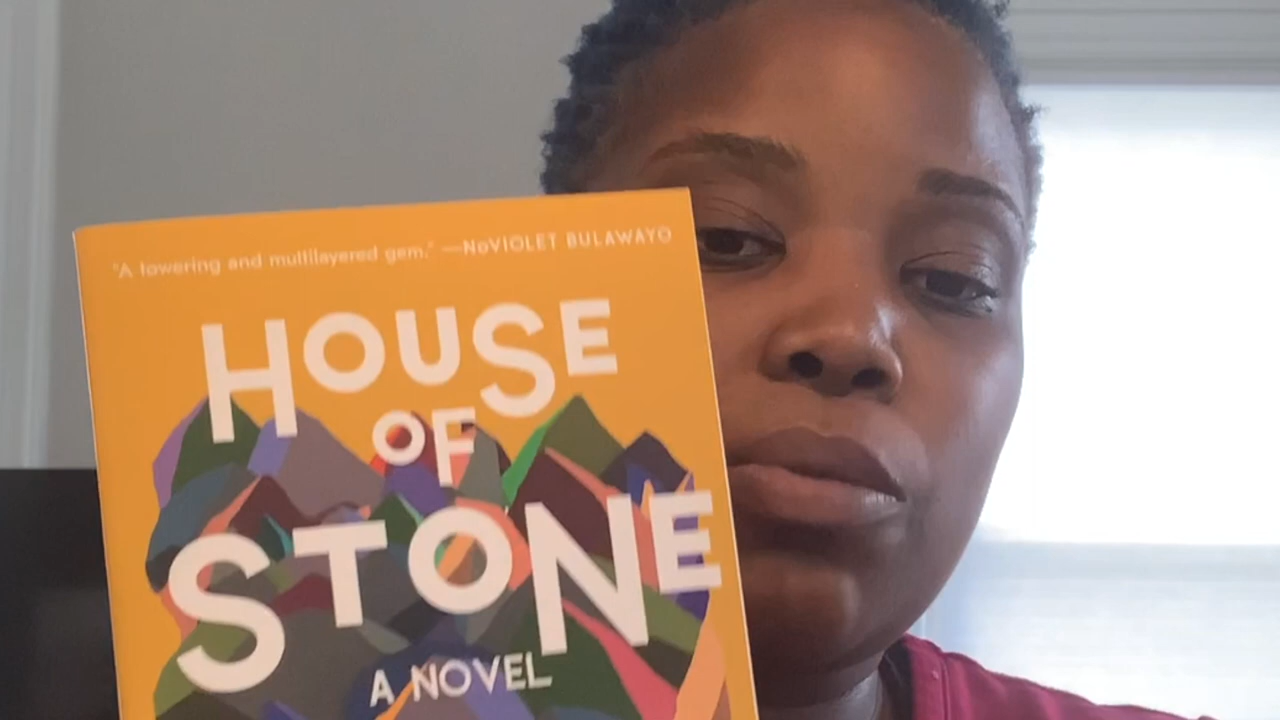 "A towering and multilayered gem." —NoVIOLET BULAWAYO
HOUSE
OF
STONE
A NOVEL